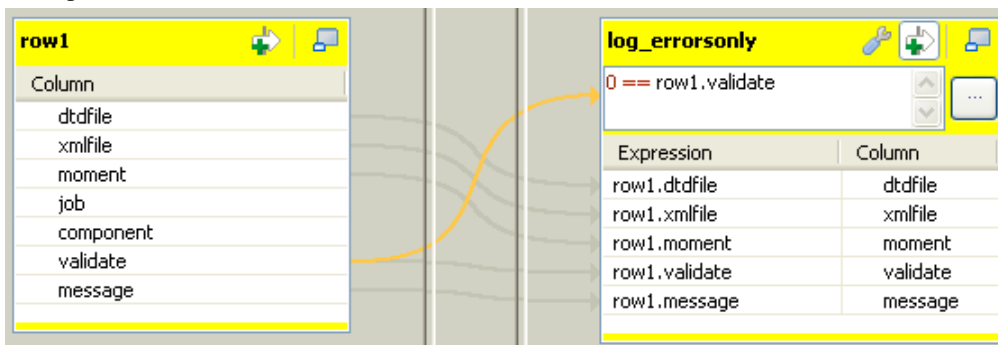 row1
Column
dtdfile
xmlfile
moment
job
component
validate
message
log_errorsonly
0 == row1.validate
...
Expression Column
row1.dtdfile dtdfile
row1.xmlfile xmlfile
row1.moment moment
row1.validate validate
row1.message message